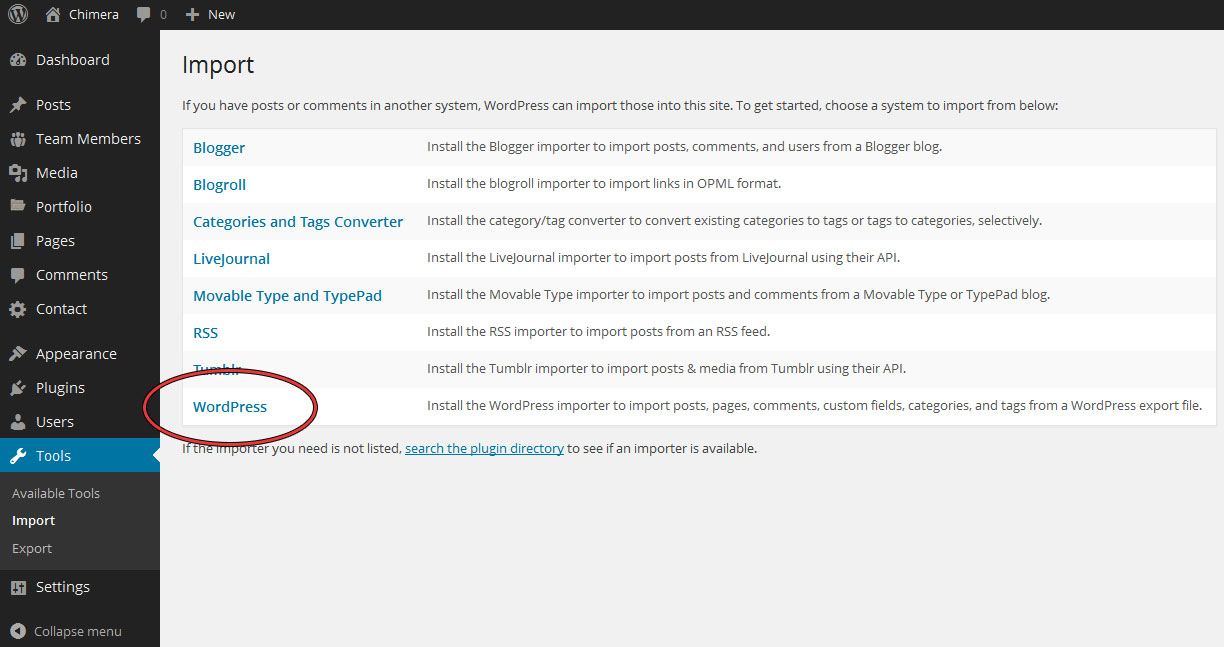 Chimera 0 New
Dashboard
Posts
Team Members
Media
Portfolio
Pages
Comments
Contact
Appearance
Plugins
Users
Tools
Available Tools
Import
Export
Settings
Collapse menu
Import
If you have posts or comments in another system, WordPress can import those into this site. To get started, choose a system to import from below:
Blogger Install the Blogger importer to import posts, comments, and users from a Blogger blog.
Blogroll Install the blogroll importer to import links in OPML format.
Categories and Tags Converter Install the category/tag converter to convert existing categories to tags or tags to categories, selectively.
LiveJournal Install the LiveJournal importer to import posts from LiveJournal using their API.
Movable Type and TypePad Install the Movable Type importer to import posts and comments from a Movable Type or TypePad blog.
RSS Install the RSS importer to import posts from an RSS feed.
Tumblr Install the Tumblr importer to import posts & media from Tumblr using their API.
WordPress Install the WordPress importer to import posts, pages, comments, custom fields, categories, and tags from a WordPress export file.
If the importer you need is not listed, search the plugin directory to see if an importer is available.